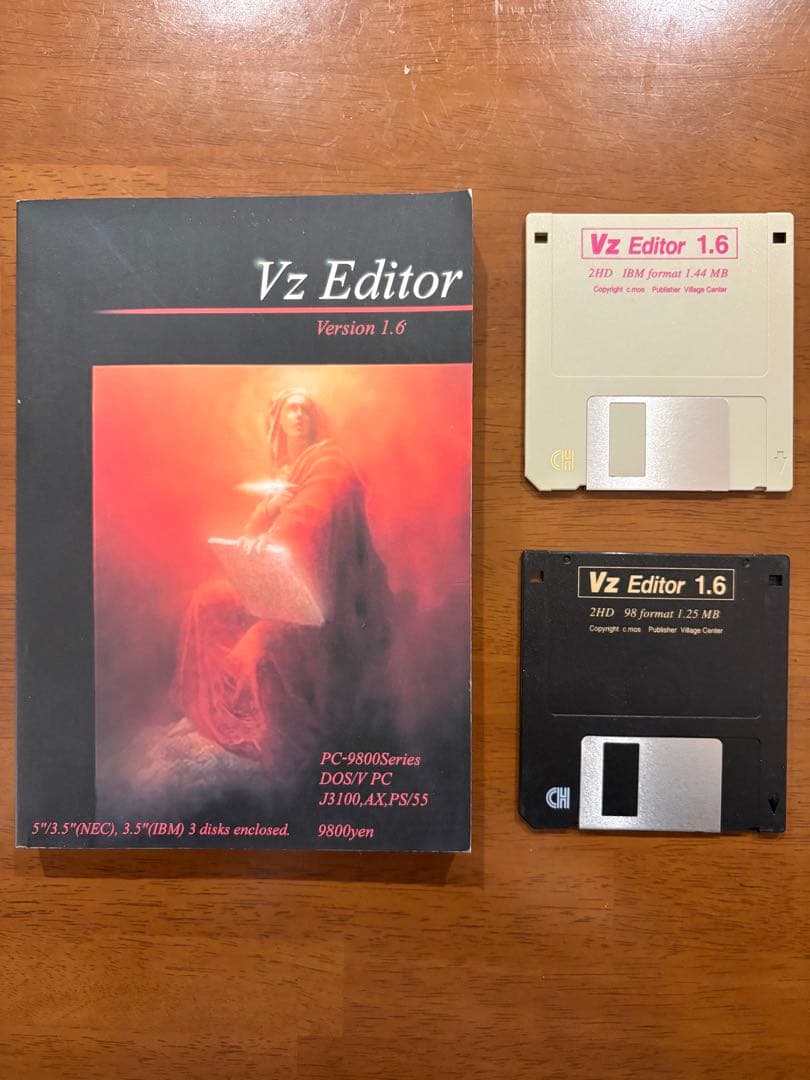 Vz Editor
Version 1.6
PC-9800Series
DOS/V PC
J3100,AX,PS/55
5"/3.5"(NEC), 3.5"(IBM) 3 disks enclosed. 9800yen
Vz Editor 1.6
2HD IBM format 1.44 MB
Copyright c.mos Publisher Village Center
CH
Vz Editor 1.6
2HD 98 format 1.25 MB
Copyright c.mos Publisher Village Center
CH